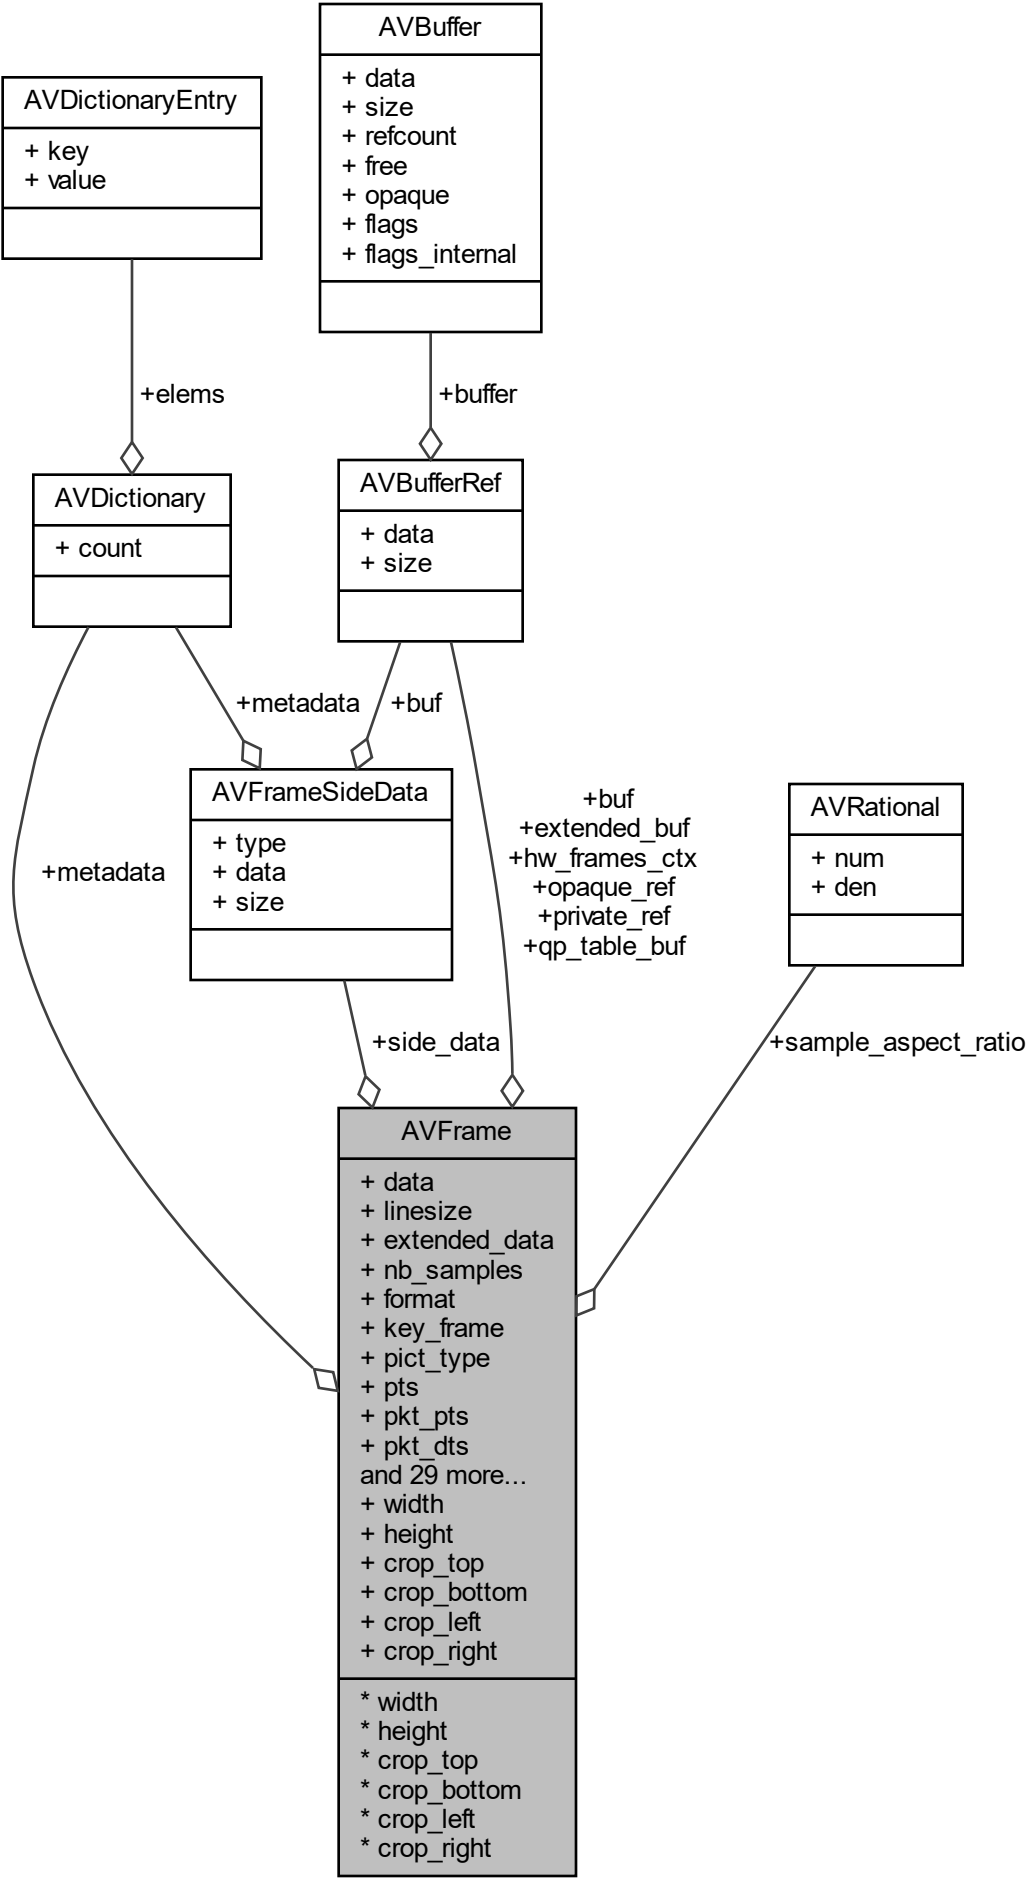 AVBuffer
+ data
+ size
+ refcount
+ free
+ opaque
+ flags
+ flags_internal
AVDictionaryEntry
+ key
+ value
+elems
+buffer
AVDictionary
+ count
AVBufferRef
+ data
+ size
+metadata
+buf
AVFrameSideData
+ type
+ data
+ size
+metadata
+buf
+extended_buf
+hw_frames_ctx
+opaque_ref
+private_ref
+qp_table_buf
AVRational
+ num
+ den
+side_data
+sample_aspect_ratio
AVFrame
+ data
+ linesize
+ extended_data
+ nb_samples
+ format
+ key_frame
+ pict_type
+ pts
+ pkt_pts
+ pkt_dts
and 29 more...
+ width
+ height
+ crop_top
+ crop_bottom
+ crop_left
+ crop_right
* width
* height
* crop_top
* crop_bottom
* crop_left
* crop_right